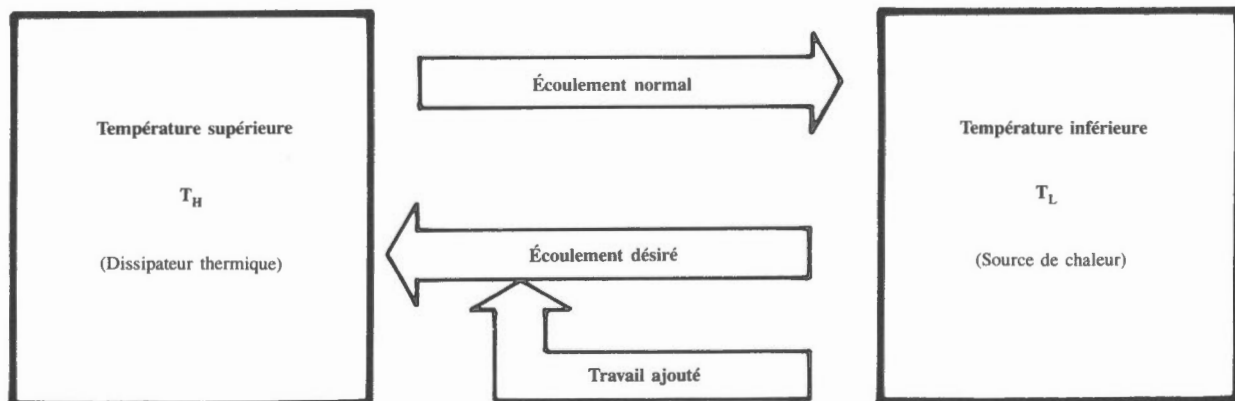 Écoulement normal
Température supérieure
T_H
(Dissipateur thermique)
Température inférieure
T_L
(Source de chaleur)
Écoulement désiré
Travail ajouté